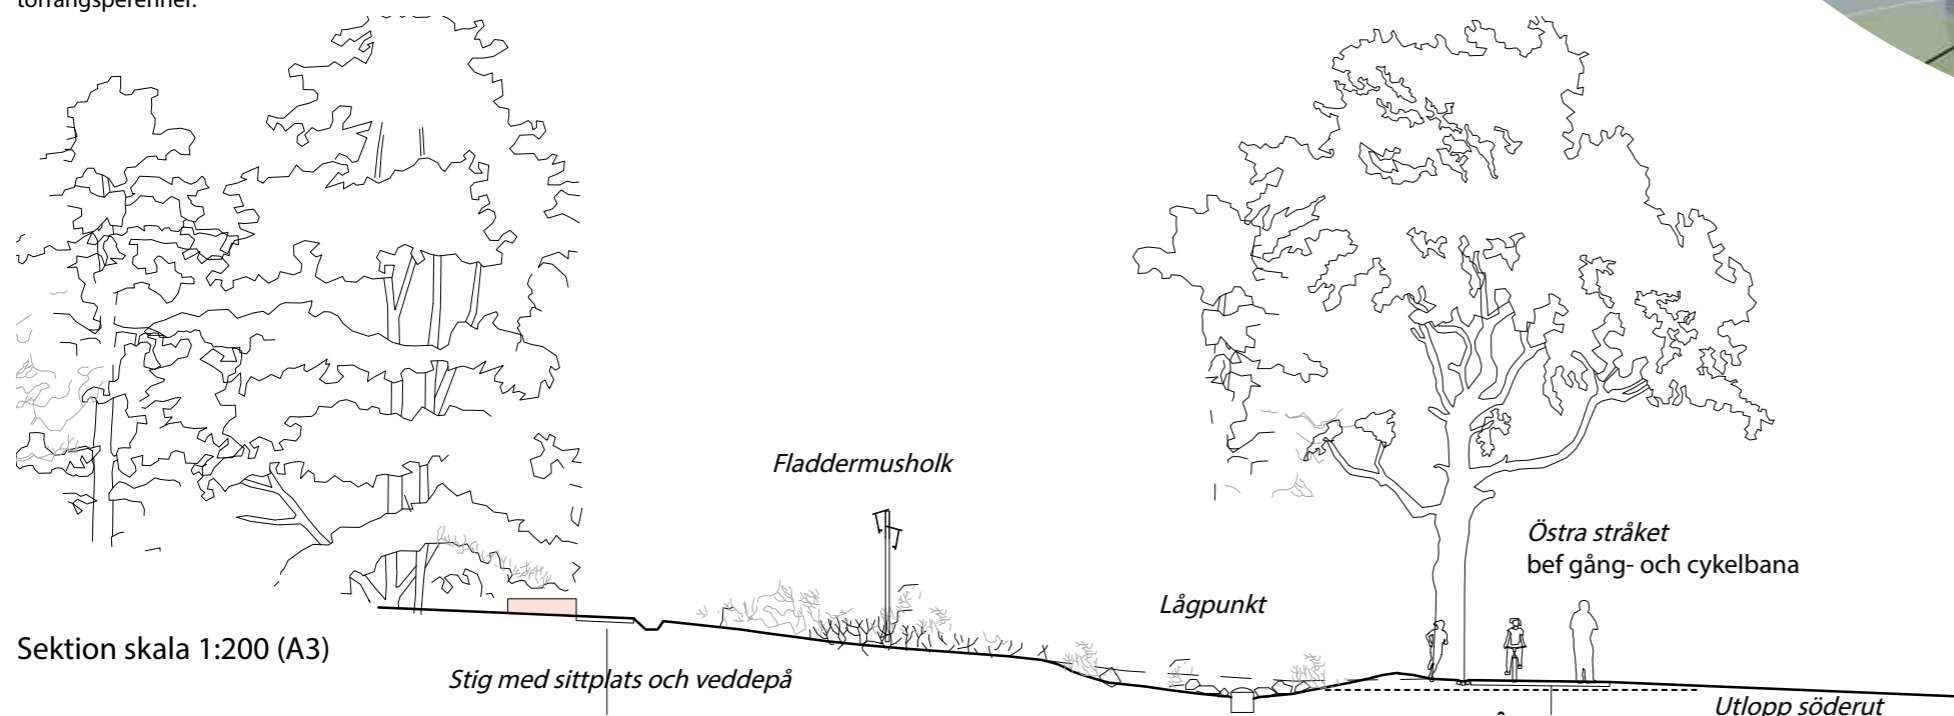 torrängsperenner.
Fladdermusholk
Östra stråket
bef gång- och cykelbana
Lågpunkt
Sektion skala 1:200 (A3)
Stig med sittplats och veddepå
Utlopp söderut